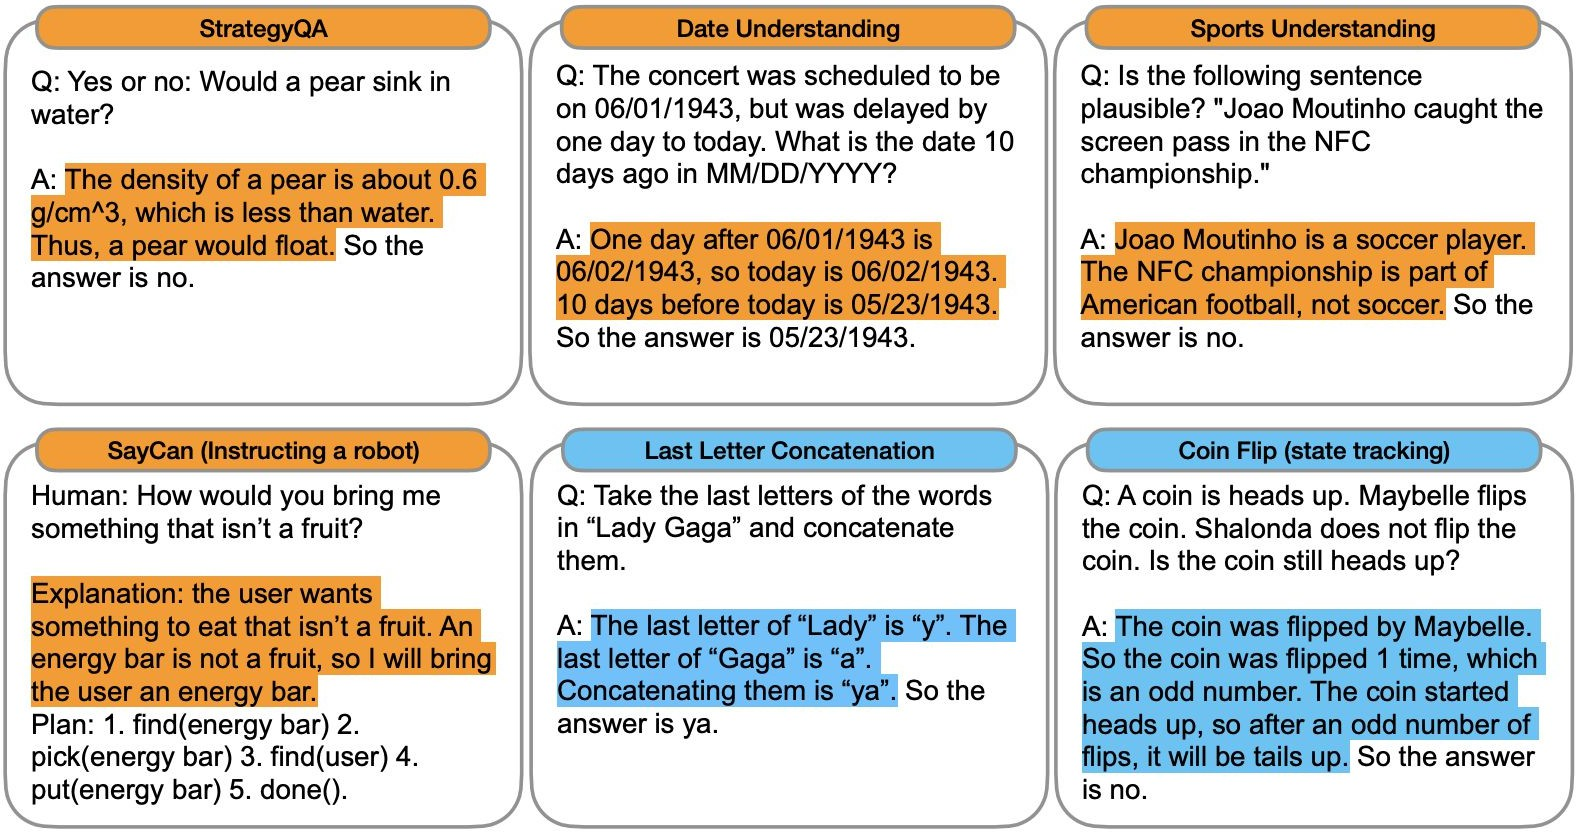 StrategyQA
Q: Yes or no: Would a pear sink in
water?
A: The density of a pear is about 0.6
g/cm^3, which is less than water.
Thus, a pear would float. So the
answer is no.
Date Understanding
Q: The concert was scheduled to be
on 06/01/1943, but was delayed by
one day to today. What is the date 10
days ago in MM/DD/YYYY?
A: One day after 06/01/1943 is
06/02/1943, so today is 06/02/1943.
10 days before today is 05/23/1943.
So the answer is 05/23/1943.
Sports Understanding
Q: Is the following sentence
plausible? "Joao Moutinho caught the
screen pass in the NFC
championship."
A: Joao Moutinho is a soccer player.
The NFC championship is part of
American football, not soccer. So the
answer is no.
SayCan (Instructing a robot)
Human: How would you bring me
something that isn’t a fruit?
Explanation: the user wants
something to eat that isn’t a fruit. An
energy bar is not a fruit, so I will bring
the user an energy bar.
Plan: 1. find(energy bar) 2.
pick(energy bar) 3. find(user) 4.
put(energy bar) 5. done().
Last Letter Concatenation
Q: Take the last letters of the words
in “Lady Gaga” and concatenate
them.
A: The last letter of “Lady” is “y”. The
last letter of “Gaga” is “a”.
Concatenating them is “ya”. So the
answer is ya.
Coin Flip (state tracking)
Q: A coin is heads up. Maybelle flips
the coin. Shalonda does not flip the
coin. Is the coin still heads up?
A: The coin was flipped by Maybelle.
So the coin was flipped 1 time, which
is an odd number. The coin started
heads up, so after an odd number of
flips, it will be tails up. So the answer
is no.